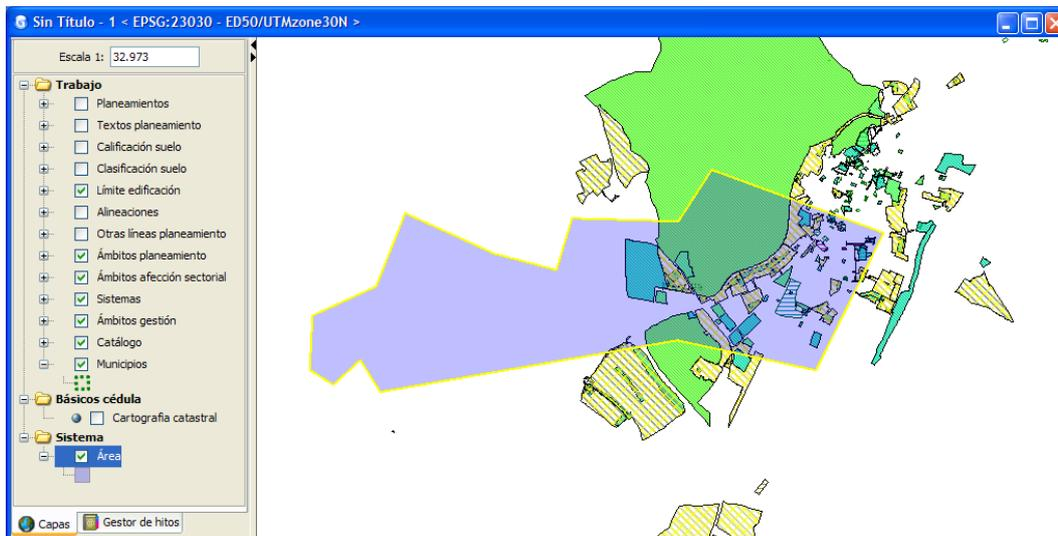 Sin Título - 1 < EPSG:23030 - ED50/UTMzone30N >
Escala 1: 32.973
Trabajo
Planeamientos
Textos planeamiento
Calificación suelo
Clasificación suelo
Límite edificación
Alineaciones
Otras líneas planeamiento
Ámbitos planeamiento
Ámbitos afección sectorial
Sistemas
Ámbitos gestión
Catálogo
Municipios
Básicos cédula
Cartografia catastral
Sistema
Área
Capas Gestor de hitos